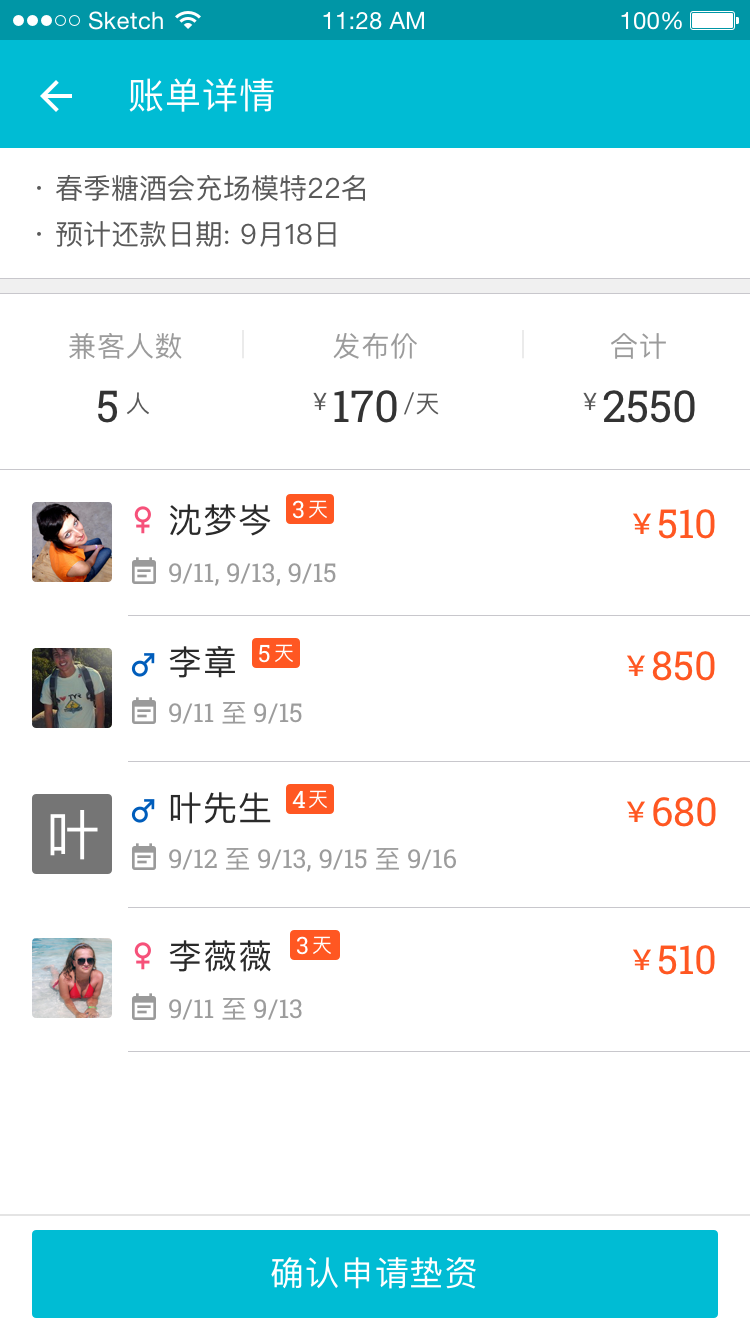 Sketch 11:28 AM 100%
账单详情
· 春季糖酒会充场模特22名
· 预计还款日期: 9月18日
兼客人数 发布价 合计
5人 ¥170/天 ¥2550
沈梦岑 3天 ¥510
9/11, 9/13, 9/15
李章 5天 ¥850
9/11 至 9/15
叶 叶先生 4天 ¥680
9/12 至 9/13, 9/15 至 9/16
李薇薇 3天 ¥510
9/11 至 9/13
确认申请垫资